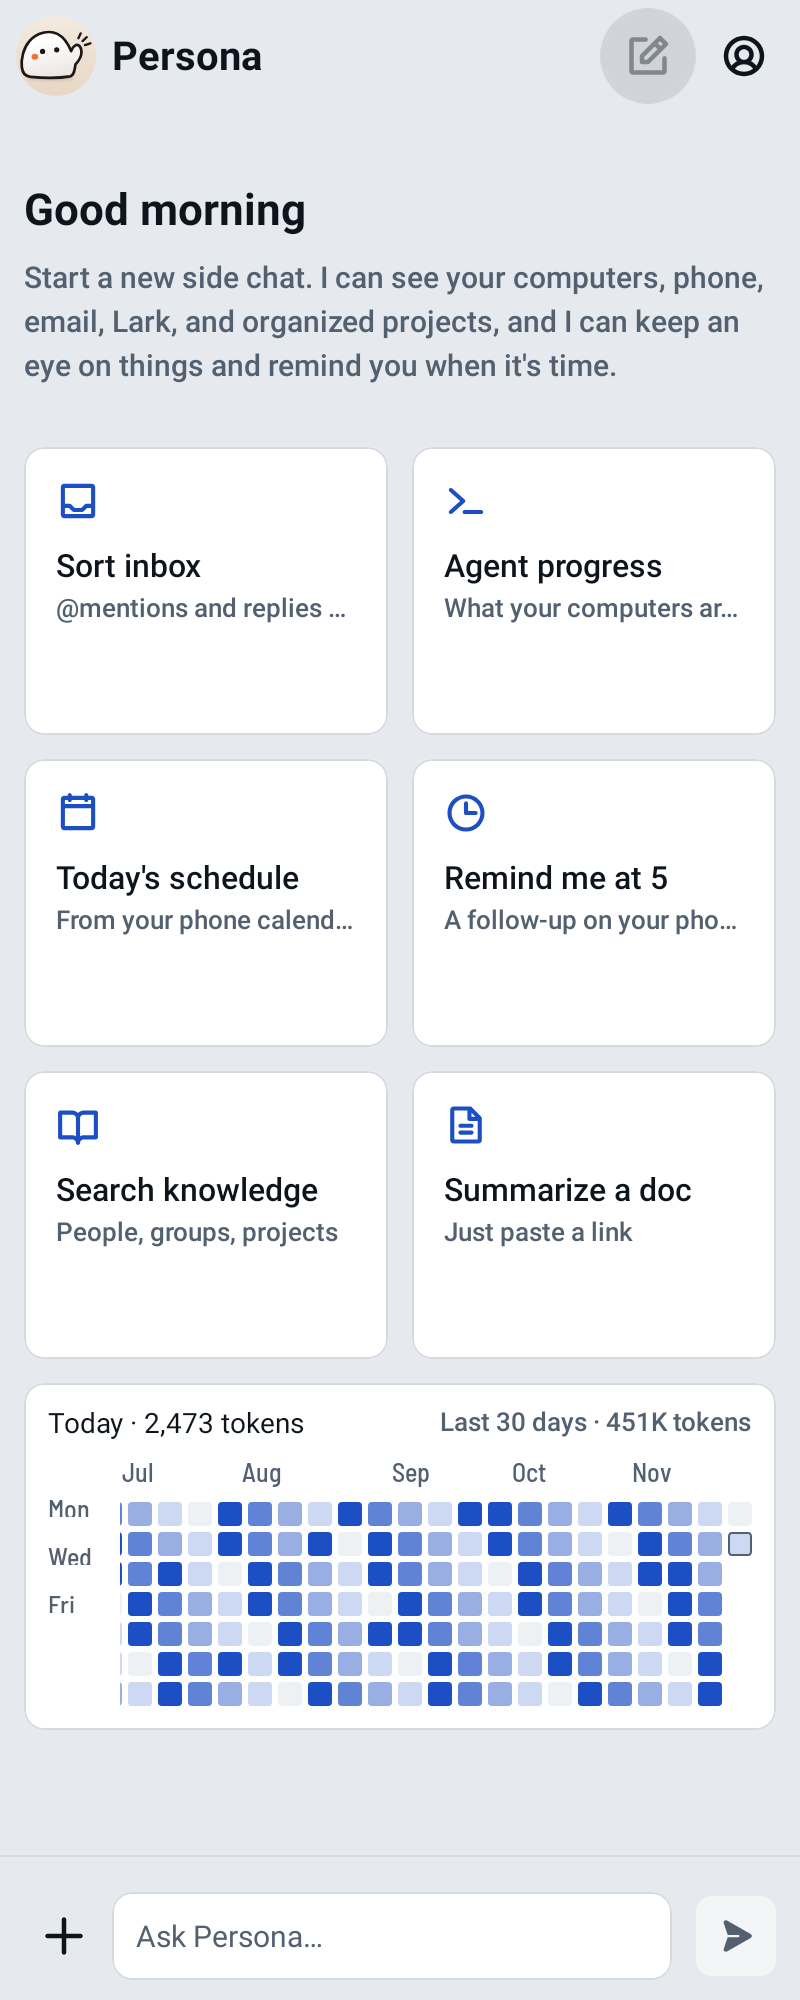 Persona
Good morning
Start a new side chat. I can see your computers, phone,
email, Lark, and organized projects, and I can keep an
eye on things and remind you when it's time.
Sort inbox
@mentions and replies ...
Agent progress
What your computers ar...
Today's schedule
From your phone calend...
Remind me at 5
A follow-up on your pho...
Search knowledge
People, groups, projects
Summarize a doc
Just paste a link
Today · 2,473 tokens
Last 30 days · 451K tokens
Jul Aug Sep Oct Nov
Mon
Wed
Fri
Ask Persona...